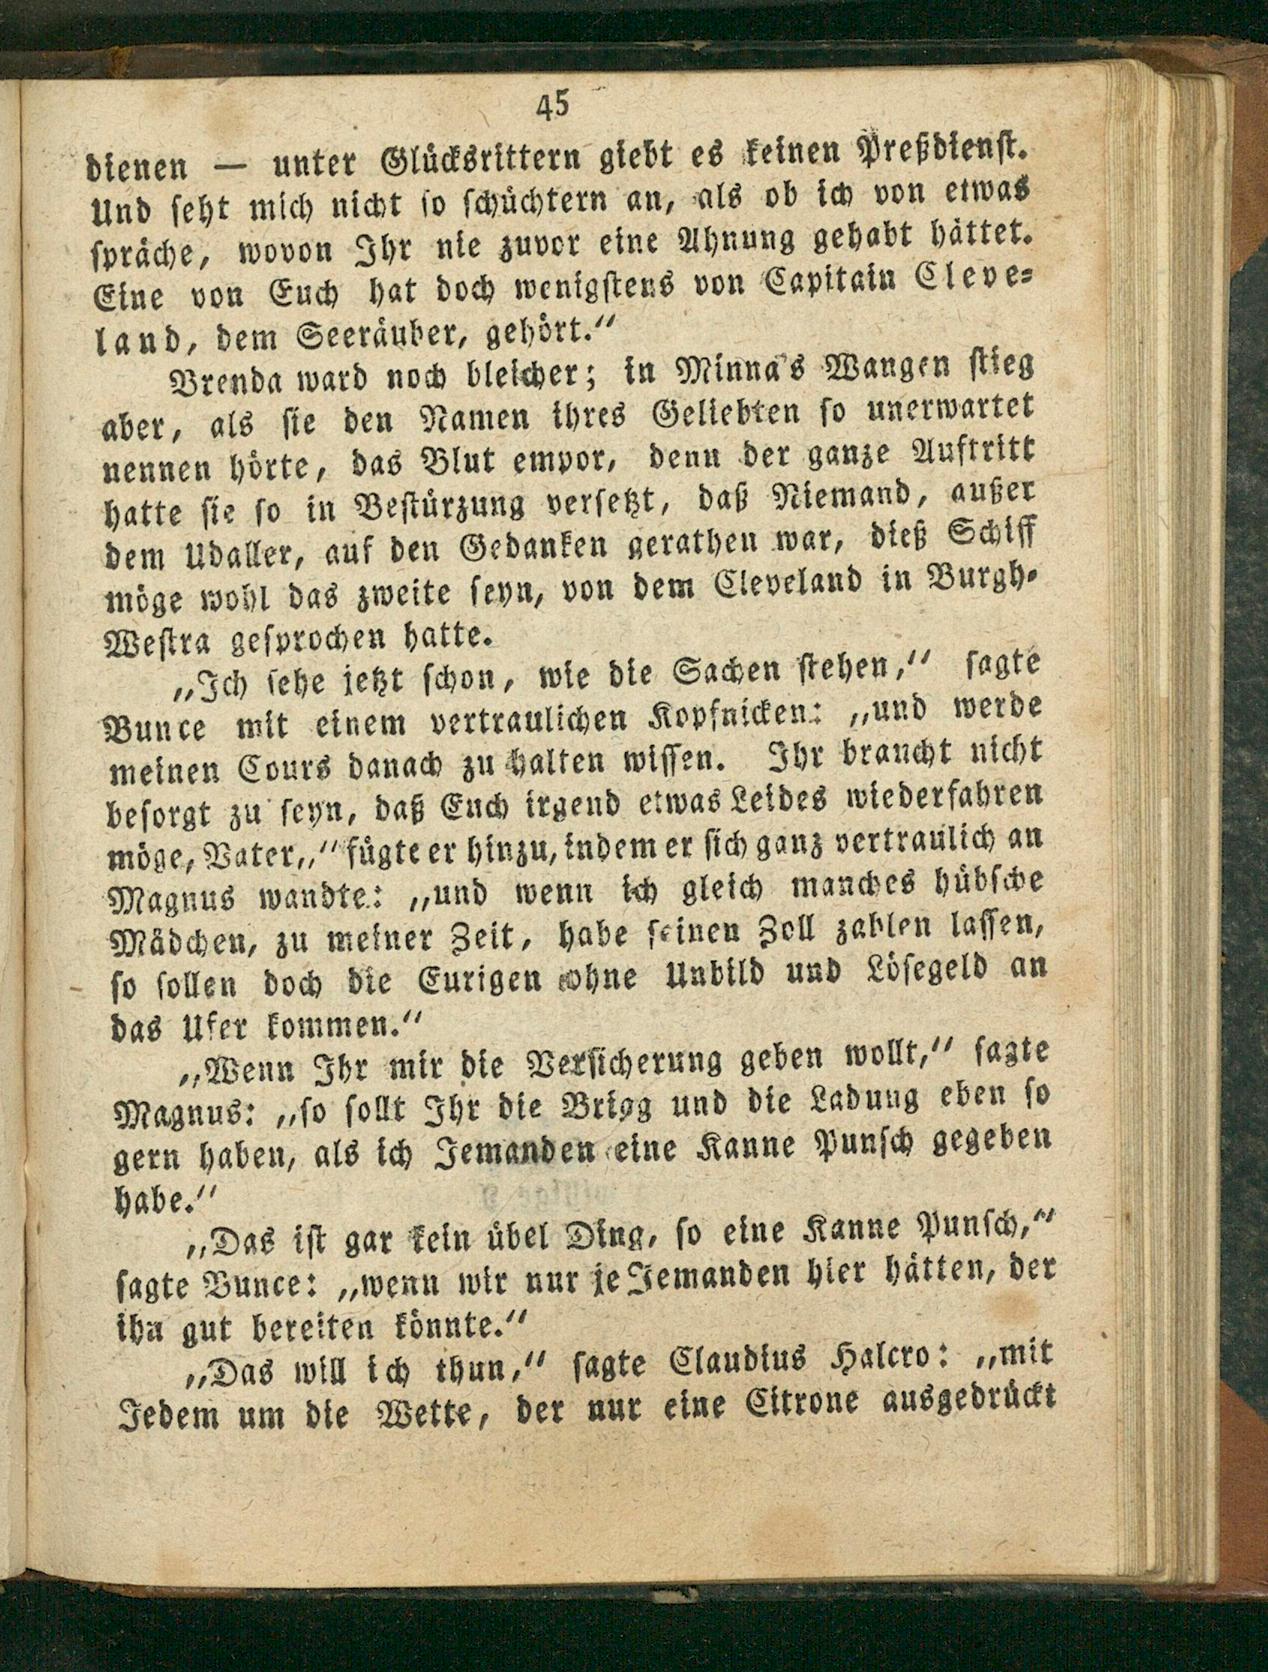 45
dienen — unter Glücksrittern giebt es keinen Preßdienst.
Und seht mich nicht so schüchtern an, als ob ich von etwas
spräche, wovon Ihr nie zuvor eine Ahnung gehabt hättet.
Eine von Euch hat doch wenigstens von Capitain Cleve-
land, dem Seeräuber, gehört.“
Brenda ward noch bleicher; in Minna's Wangen stieg
aber, als sie den Namen ihres Geliebten so unerwartet
nennen hörte, das Blut empor, denn der ganze Auftritt
hatte sie so in Bestürzung versetzt, daß Niemand, außer
dem Udaller, auf den Gedanken gerathen war, dieß Schiff
möge wohl das zweite seyn, von dem Cleveland in Burgh-
Westra gesprochen hatte.
„Ich sehe jetzt schon, wie die Sachen stehen,“ sagte
Bunce mit einem vertraulichen Kopfnicken: „und werde
meinen Cours danach zu halten wissen. Ihr braucht nicht
besorgt zu seyn, daß Euch irgend etwas Leides wiederfahren
möge, Vater,“ fügte er hinzu, indem er sich ganz vertraulich an
Magnus wandte: „und wenn ich gleich manches hübsche
Mädchen, zu meiner Zeit, habe seinen Zoll zahlen lassen,
so sollen doch die Eurigen ohne Unbild und Lösegeld an
das Ufer kommen.“
„Wenn Ihr mir die Versicherung geben wollt,“ sagte
Magnus: „so sollt Ihr die Brigg und die Ladung eben so
gern haben, als ich Jemanden eine Kanne Punsch gegeben
habe.“
„Das ist gar kein übel Ding, so eine Kanne Punsch,“
sagte Bunce: „wenn wir nur je Jemanden hier hätten, der
ihn gut bereiten könnte.“
„Das will ich thun,“ sagte Claudius Halcro: „mit
Jedem um die Wette, der nur eine Citrone ausgedrückt